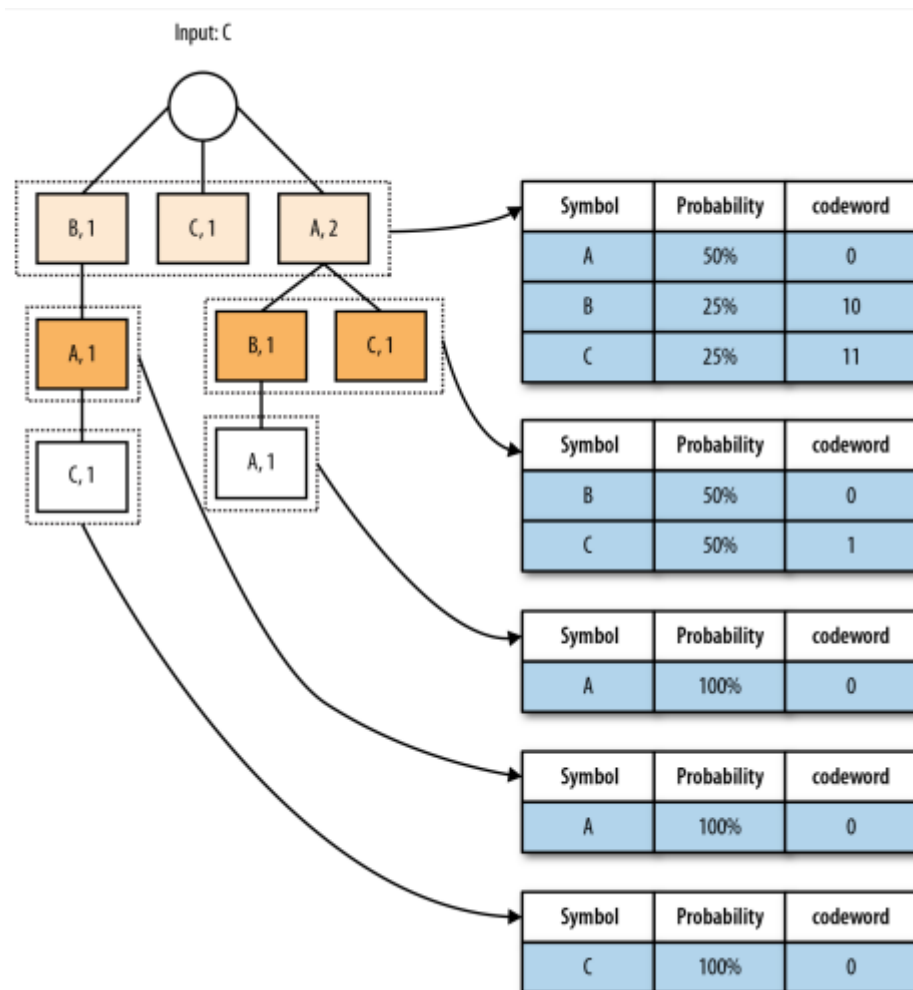 Input: C
B, 1 C, 1 A, 2
A, 1 B, 1 C, 1
C, 1 A, 1
Symbol Probability codeword
A 50% 0
B 25% 10
C 25% 11
Symbol Probability codeword
B 50% 0
C 50% 1
Symbol Probability codeword
A 100% 0
Symbol Probability codeword
A 100% 0
Symbol Probability codeword
C 100% 0